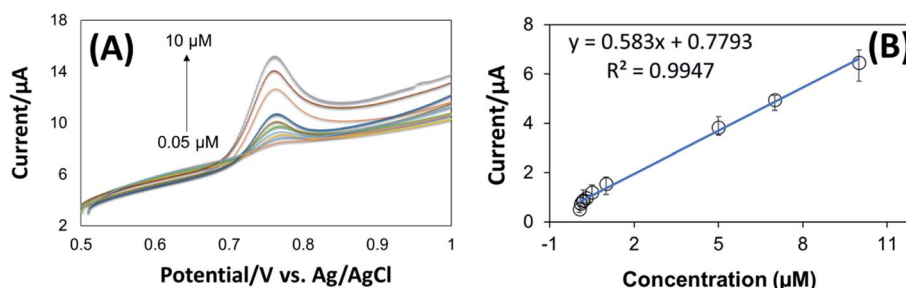 (A)
10 µM
0.05 µM
18
14
10
6
2
Current/µA
0.5
0.6
0.7
0.8
0.9
1
Potential/V vs. Ag/AgCl
(B)
y = 0.583x + 0.7793
R² = 0.9947
8
6
4
2
0
Current/µA
-1
2
5
8
11
Concentration (µM)